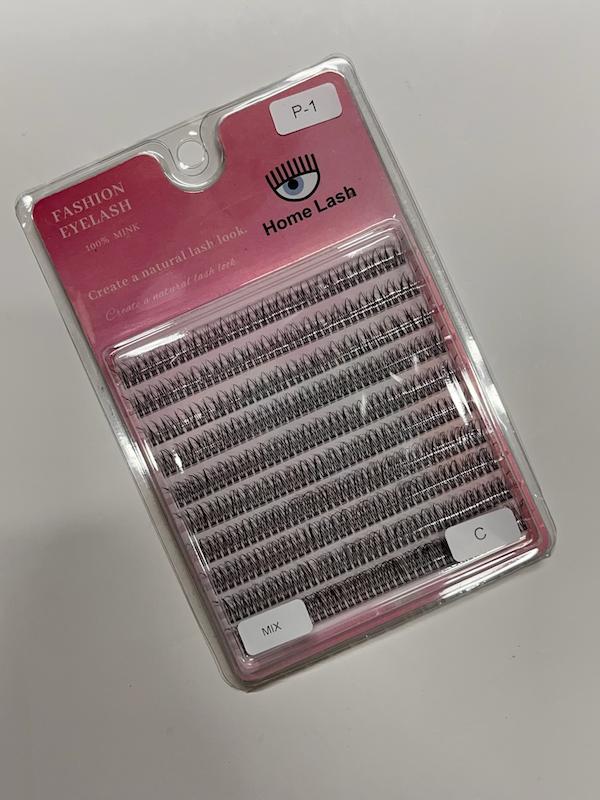 P-1
FASHION
EYELASH
100% MINK
Home Lash
Create a natural lash look.
Create a natural lash look
C
MIX